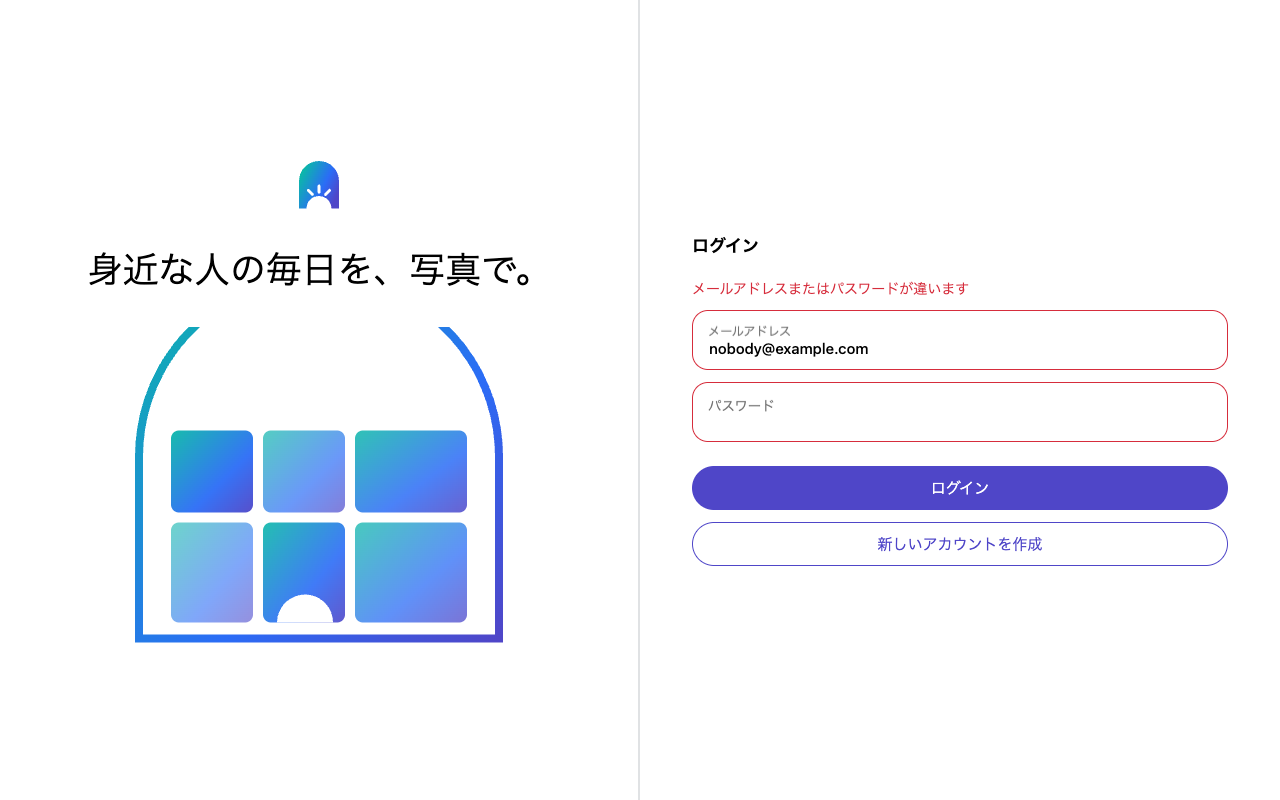 身近な人の毎日を、写真で。
ログイン
メールアドレスまたはパスワードが違います
メールアドレス
nobody@example.com
パスワード
ログイン
新しいアカウントを作成